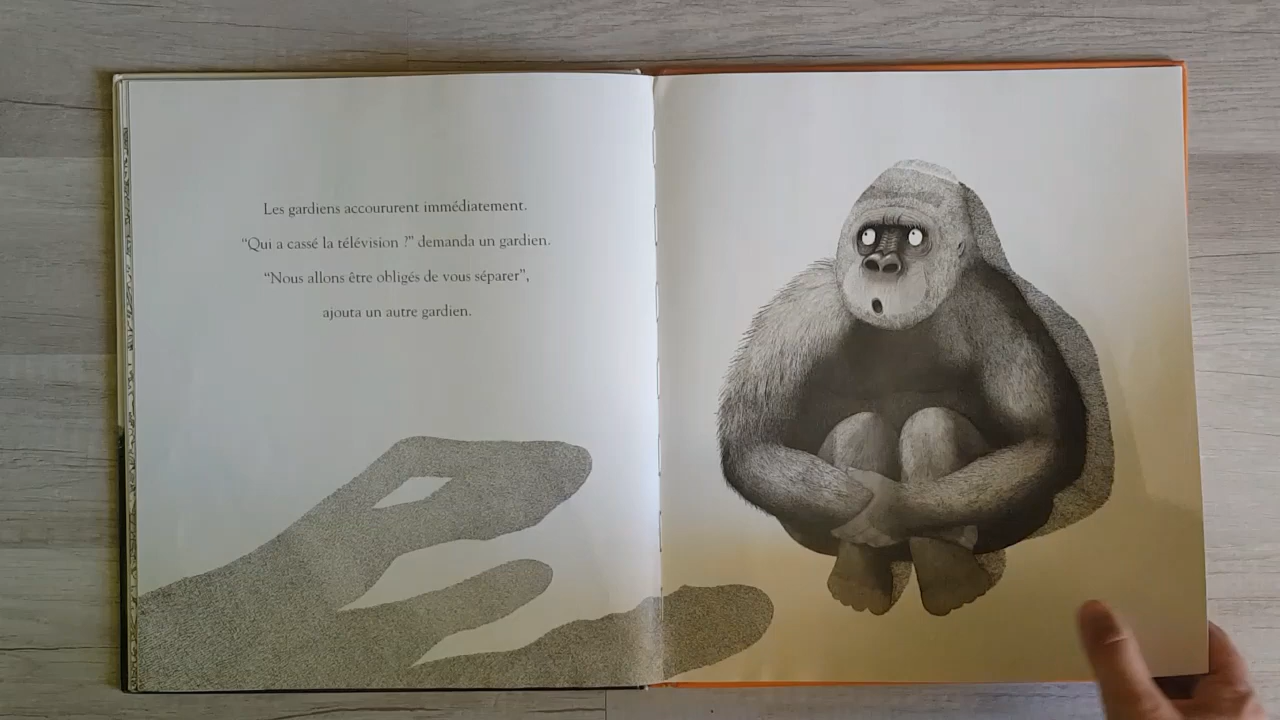 Les gardiens accoururent immédiatement.
“Qui a cassé la télévision ?” demanda un gardien.
“Nous allons être obligés de vous séparer”,
ajouta un autre gardien.